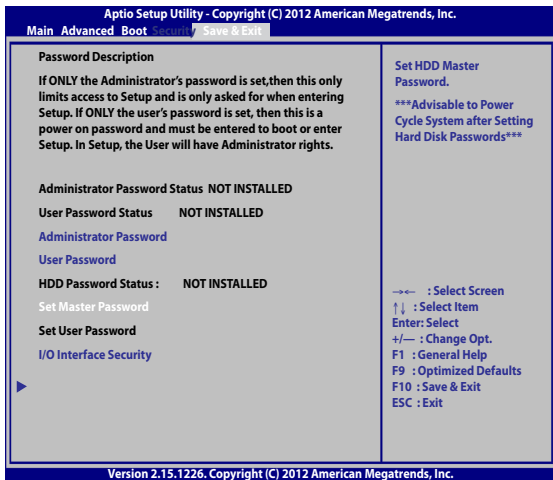 Aptio Setup Utility - Copyright (C) 2012 American Megatrends, Inc.
Main Advanced Boot Security Save & Exit
Password Description
If ONLY the Administrator’s password is set,then this only
limits access to Setup and is only asked for when entering
Setup. If ONLY the user’s password is set, then this is a
power on password and must be entered to boot or enter
Setup. In Setup, the User will have Administrator rights.
Administrator Password Status NOT INSTALLED
User Password Status NOT INSTALLED
Administrator Password
User Password
HDD Password Status : NOT INSTALLED
Set Master Password
Set User Password
I/O Interface Security
Set HDD Master
Password.
***Advisable to Power
Cycle System after Setting
Hard Disk Passwords***
→← : Select Screen
↑↓ : Select Item
Enter: Select
+/— : Change Opt.
F1 : General Help
F9 : Optimized Defaults
F10 : Save & Exit
ESC : Exit
Version 2.15.1226. Copyright (C) 2012 American Megatrends, Inc.